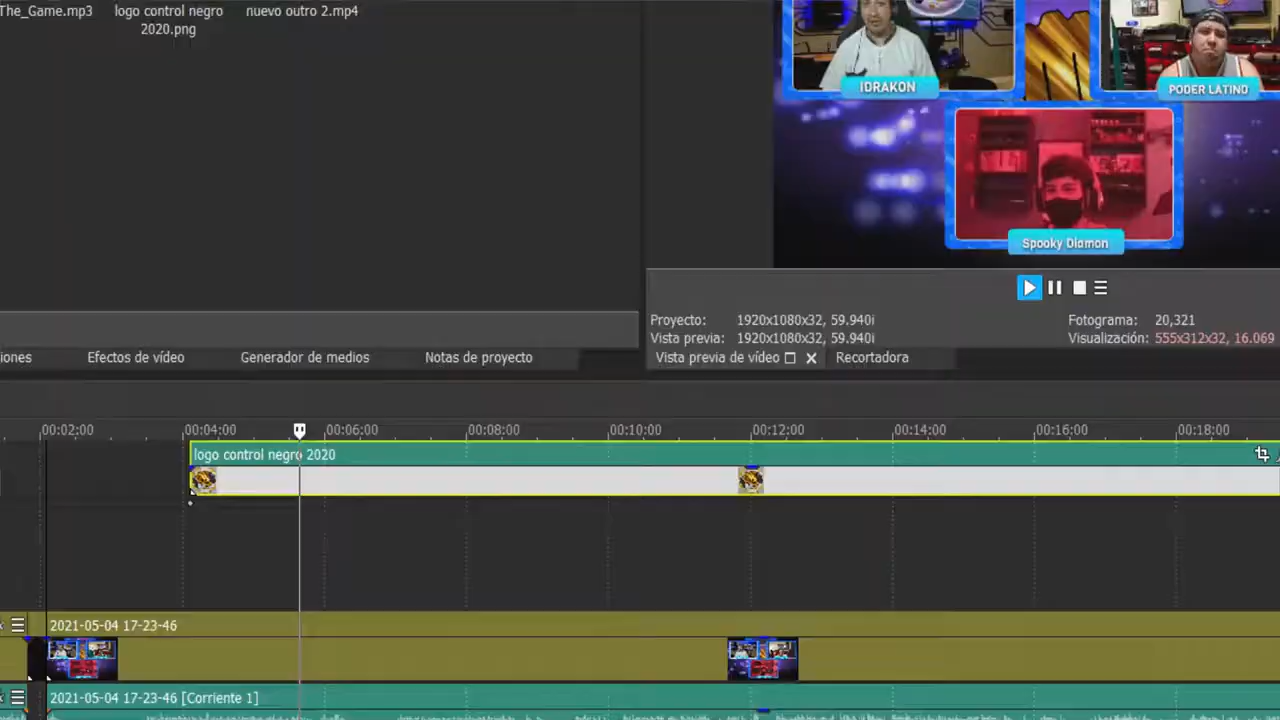 The_Game.mp3
logo control negro
2020.png
nuevo outro 2.mp4
IDRAKON
PODER LATINO
Spooky Diamon
Proyecto: 1920x1080x32, 59.940i
Fotograma: 20,321
Vista previa: 1920x1080x32, 59.940i
Visualización: 555x312x32, 16.069
iones
Efectos de vídeo
Generador de medios
Notas de proyecto
Vista previa de vídeo
Recortadora
00:02:00
00:04:00
00:06:00
00:08:00
00:10:00
00:12:00
00:14:00
00:16:00
00:18:00
logo control negro 2020
2021-05-04 17-23-46
2021-05-04 17-23-46 [Corriente 1]